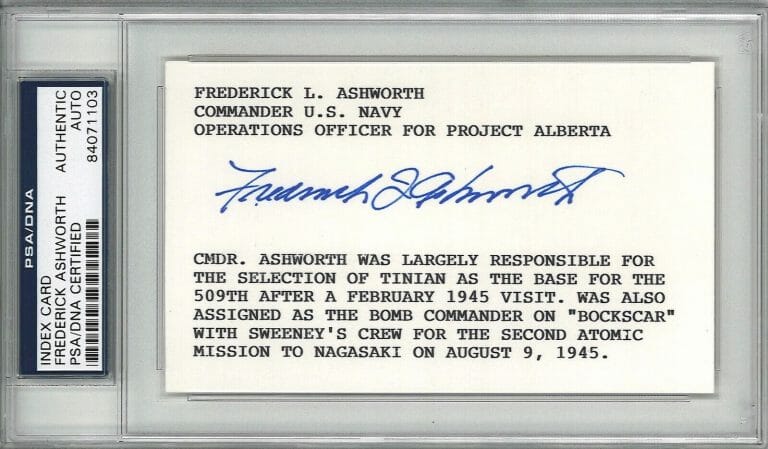 PSA/DNA
INDEX CARD
FREDERICK ASHWORTH
PSA/DNA CERTIFIED
AUTHENTIC
AUTO
84071103
FREDERICK L. ASHWORTH
COMMANDER U.S. NAVY
OPERATIONS OFFICER FOR PROJECT ALBERTA
Frederick L Ashworth
CMDR. ASHWORTH WAS LARGELY RESPONSIBLE FOR
THE SELECTION OF TINIAN AS THE BASE FOR THE
509TH AFTER A FEBRUARY 1945 VISIT. WAS ALSO
ASSIGNED AS THE BOMB COMMANDER ON "BOCKSCAR"
WITH SWEENEY'S CREW FOR THE SECOND ATOMIC
MISSION TO NAGASAKI ON AUGUST 9, 1945.